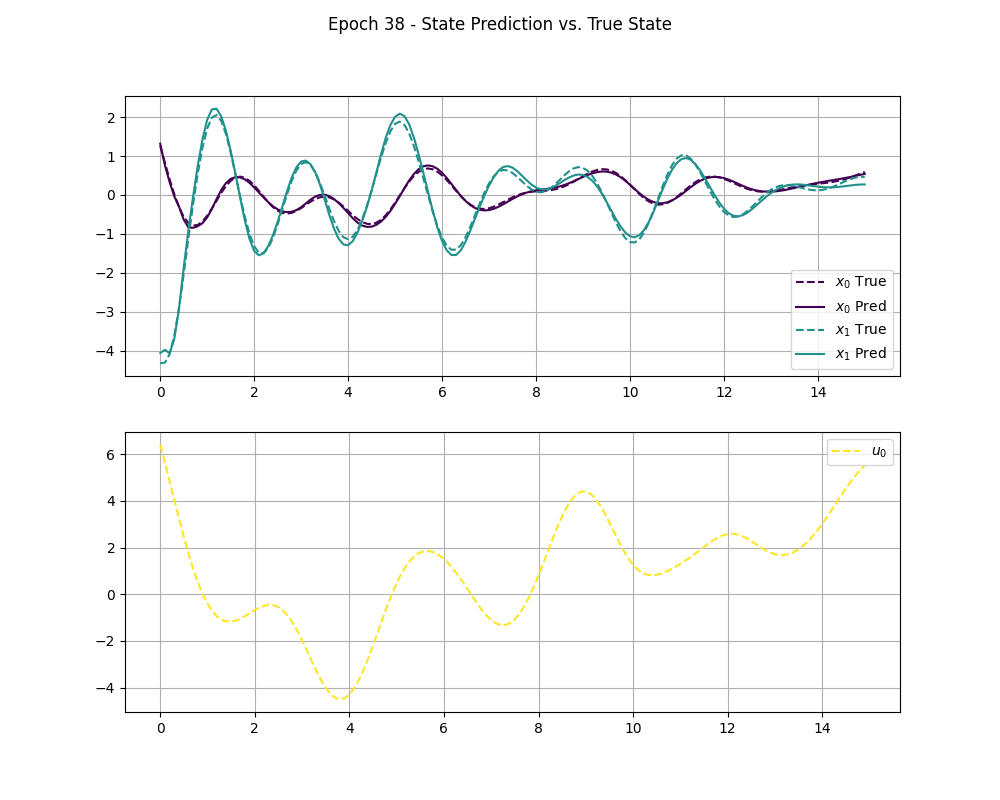 Epoch 38 - State Prediction vs. True State
2
1
0
−1
−2
−3
−4
x₀ True
x₀ Pred
x₁ True
x₁ Pred
0 2 4 6 8 10 12 14
6
4
2
0
−2
−4
u₀
0 2 4 6 8 10 12 14